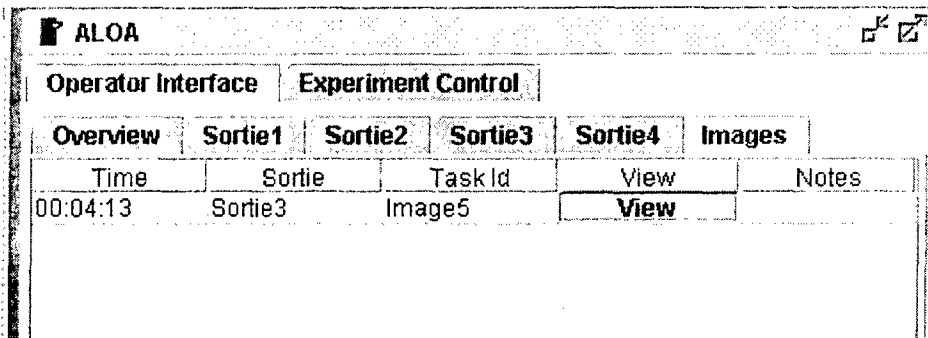 ALOA
Operator Interface Experiment Control
Overview Sortie1 Sortie2 Sortie3 Sortie4 Images
Time Sortie Task Id View Notes
00:04:13 Sortie3 Image5 View